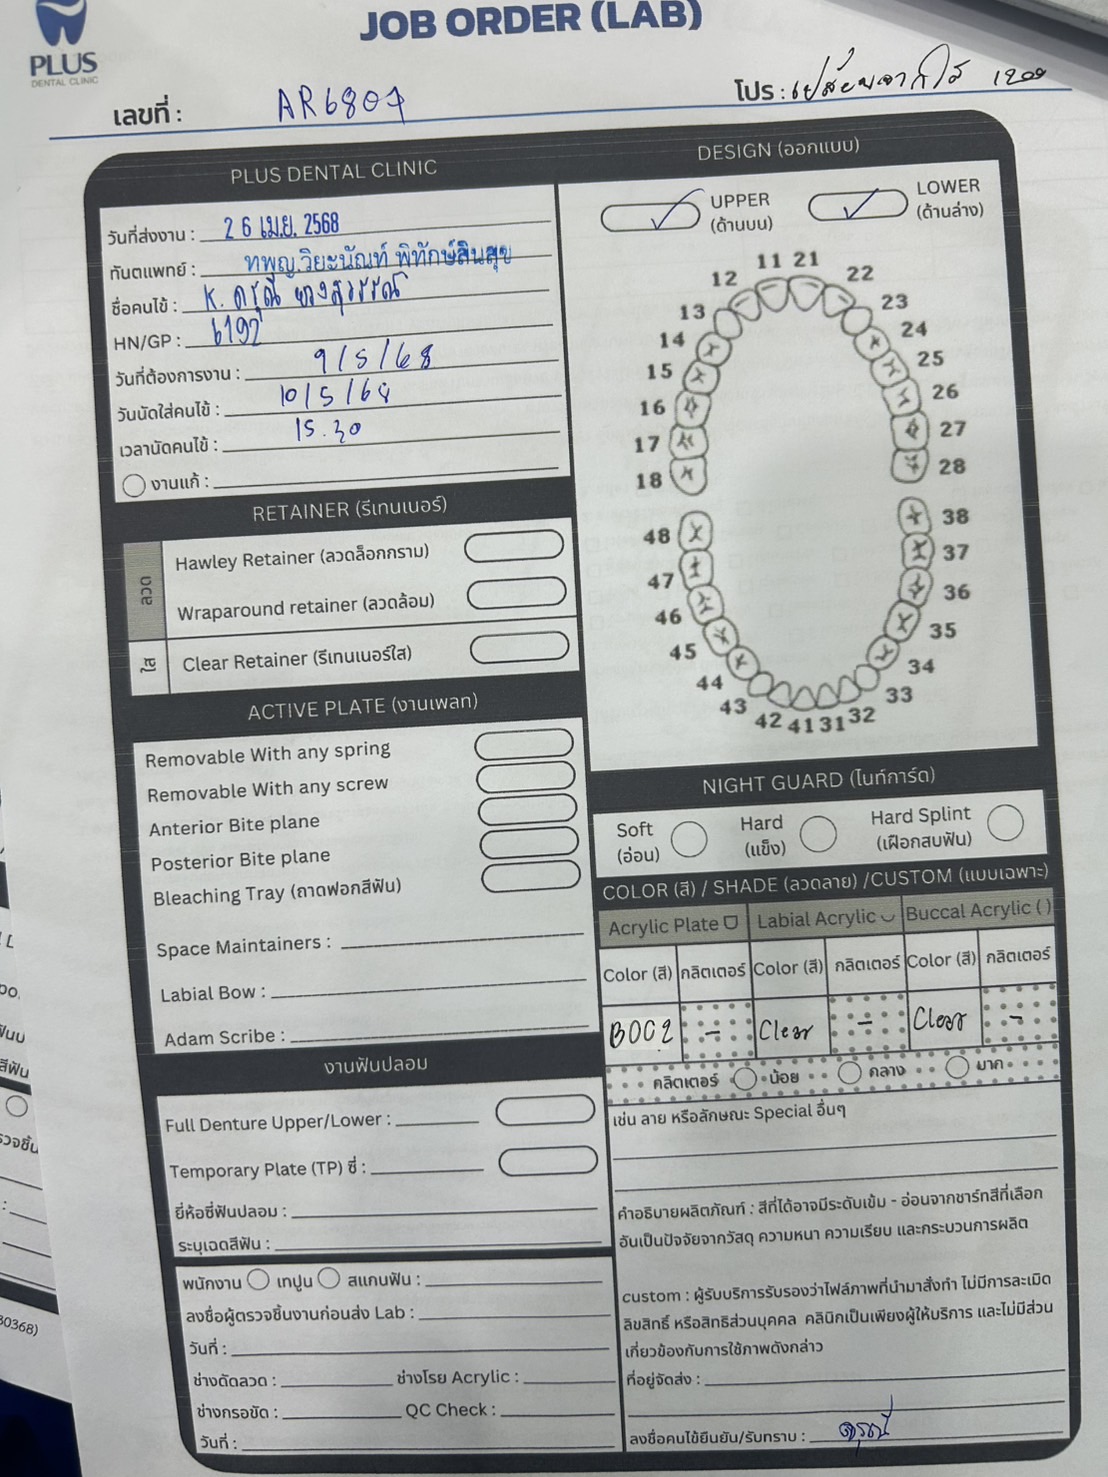 JOB ORDER (LAB)
PLUS
DENTAL CLINIC
เลขที่ : AR6807
โปร : 1200
PLUS DENTAL CLINIC
วันที่ส่งงาน : 26 เม.ย. 2568
ทันตแพทย์ : ทพญ.วิยะนัณท์ พิทักษ์สินสุข
ชื่อคนไข้ : K. ดรุณี
HN/GP : 6192
วันที่ต้องการงาน : 9/5/68
วันนัดใส่คนไข้ : 10/5/68
เวลานัดคนไข้ : 15.30
งานแก้ :
RETAINER (รีเทนเนอร์)
ลวด
Hawley Retainer (ลวดล็อกกราม)
Wraparound retainer (ลวดล้อม)
ใส
Clear Retainer (รีเทนเนอร์ใส)
ACTIVE PLATE (งานเพลท)
Removable With any spring
Removable With any screw
Anterior Bite plane
Posterior Bite plane
Bleaching Tray (ถาดฟอกสีฟัน)
Space Maintainers :
Labial Bow :
Adam Scribe :
งานฟันปลอม
Full Denture Upper/Lower :
Temporary Plate (TP) ซี่ :
ยี่ห้อซี่ฟันปลอม :
ระบุเฉดสีฟัน :
พนักงาน เทปูน สแกนฟัน :
ลงชื่อผู้ตรวจชิ้นงานก่อนส่ง Lab :
วันที่ :
ช่างดัดลวด : ช่างโรย Acrylic :
ช่างกรอขัด : QC Check :
วันที่ :
DESIGN (ออกแบบ)
UPPER
(ด้านบน)
LOWER
(ด้านล่าง)
11 21
12 22
13 23
14 24
15 25
16 26
17 27
18 28
48 38
47 37
46 36
45 35
44 34
43 33
42 41 31 32
NIGHT GUARD (ไนท์การ์ด)
Soft
(อ่อน)
Hard
(แข็ง)
Hard Splint
(เฝือกสบฟัน)
COLOR (สี) / SHADE (ลวดลาย) /CUSTOM (แบบเฉพาะ)
Acrylic Plate Labial Acrylic Buccal Acrylic ( )
Color (สี) กลิตเตอร์ Color (สี) กลิตเตอร์ Color (สี) กลิตเตอร์
B002 - Clear - Clear -
กลิตเตอร์ น้อย กลาง มาก
เช่น ลาย หรือลักษณะ Special อื่นๆ
คำอธิบายผลิตภัณฑ์ : สีที่ได้อาจมีระดับเข้ม - อ่อนจากชาร์ทสีที่เลือก
อันเป็นปัจจัยจากวัสดุ ความหนา ความเรียบ และกระบวนการผลิต
custom : ผู้รับบริการรับรองว่าไฟล์ภาพที่นำมาสั่งทำ ไม่มีการละเมิด
ลิขสิทธิ์ หรือสิทธิส่วนบุคคล คลินิกเป็นเพียงผู้ให้บริการ และไม่มีส่วน
เกี่ยวข้องกับการใช้ภาพดังกล่าว
ที่อยู่จัดส่ง :
ลงชื่อคนไข้ยืนยัน/รับทราบ : ดรุณี
30368)